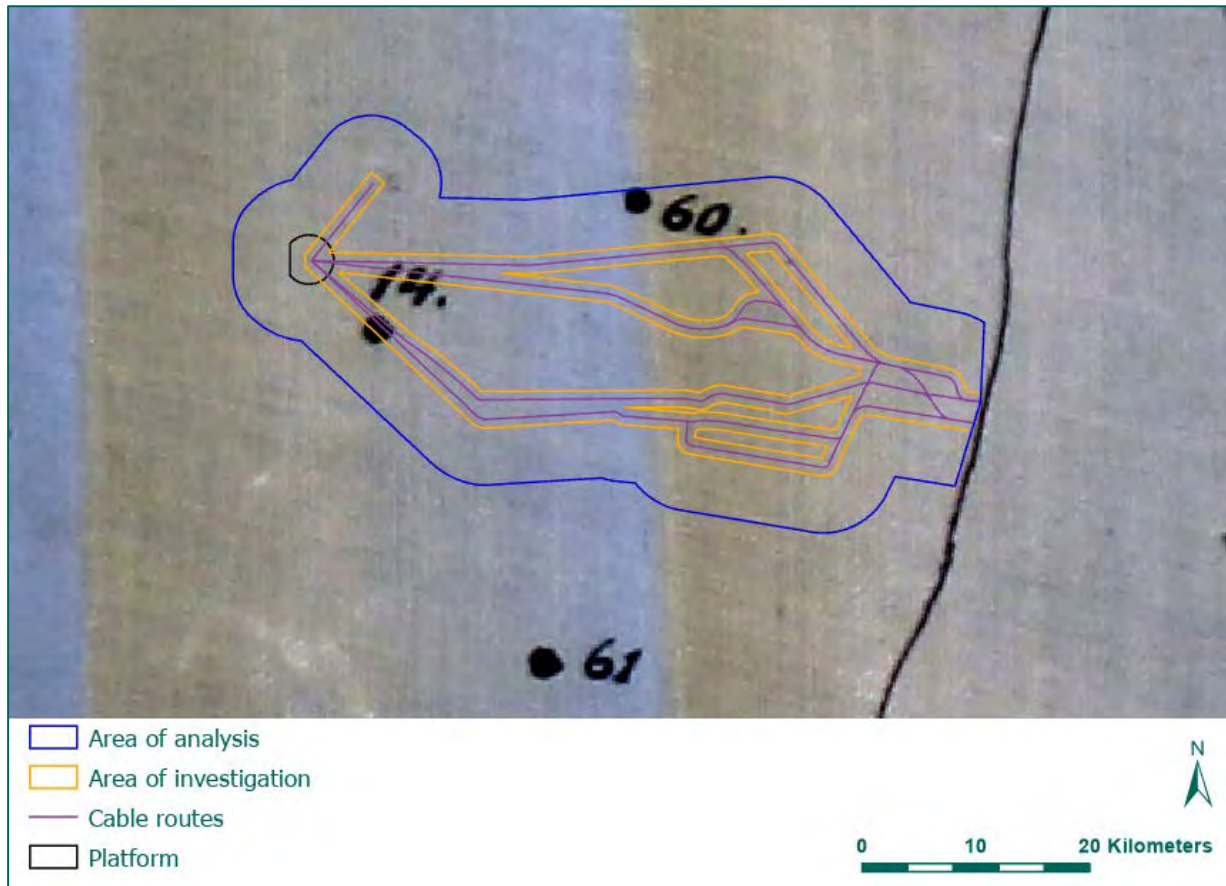 60.
14.
61
Area of analysis
Area of investigation
Cable routes
Platform
N
0 10 20 Kilometers